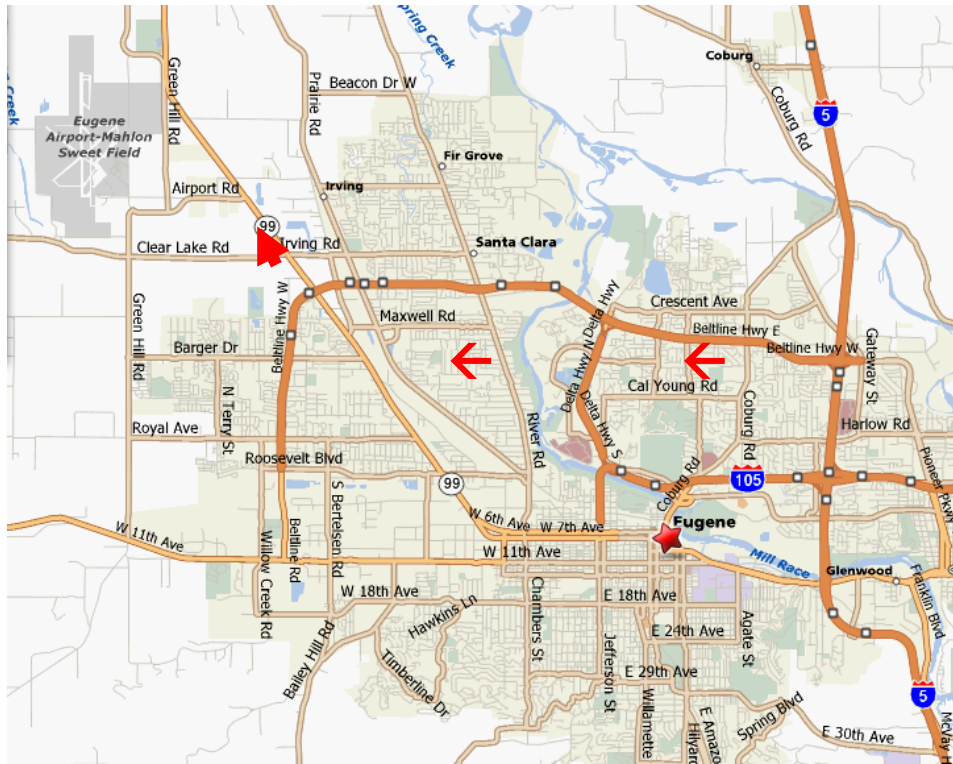 Spring Creek
Coburg
Green Hill Rd
Prairie Rd
Beacon Dr W
Creek
Coburg Rd
5
Eugene
Airport-Mahlon
Sweet Field
Fir Grove
Airport Rd
Irving
99
Clear Lake Rd
Irving Rd
Santa Clara
Beltline Hwy W
Delta Hwy
Crescent Ave
Green Hill Rd
Maxwell Rd
Beltline Hwy E
Barger Dr
Beltline Hwy W
Gateway St
Delta Hwy N
Cal Young Rd
N Terry St
Delta Hwy S
Coburg Rd
Harlow Rd
Royal Ave
River Rd
Roosevelt Blvd
Pioneer Pkwy
99
Coburg Rd
105
S Bertelsen Rd
W 6th Ave
W 7th Ave
Eugene
W 11th Ave
Beltline Rd
W 11th Ave
Mill Race
Glenwood
Willow Creek Rd
W 18th Ave
Chambers St
E 18th Ave
Franklin Blvd
Hawkins Ln
E 24th Ave
Agate St
Bailey Hill Rd
Timberline Dr
Jefferson St
E 29th Ave
5
Willamette
E Amazo
Hilyar
Spring Blvd
E 30th Ave
McVay H